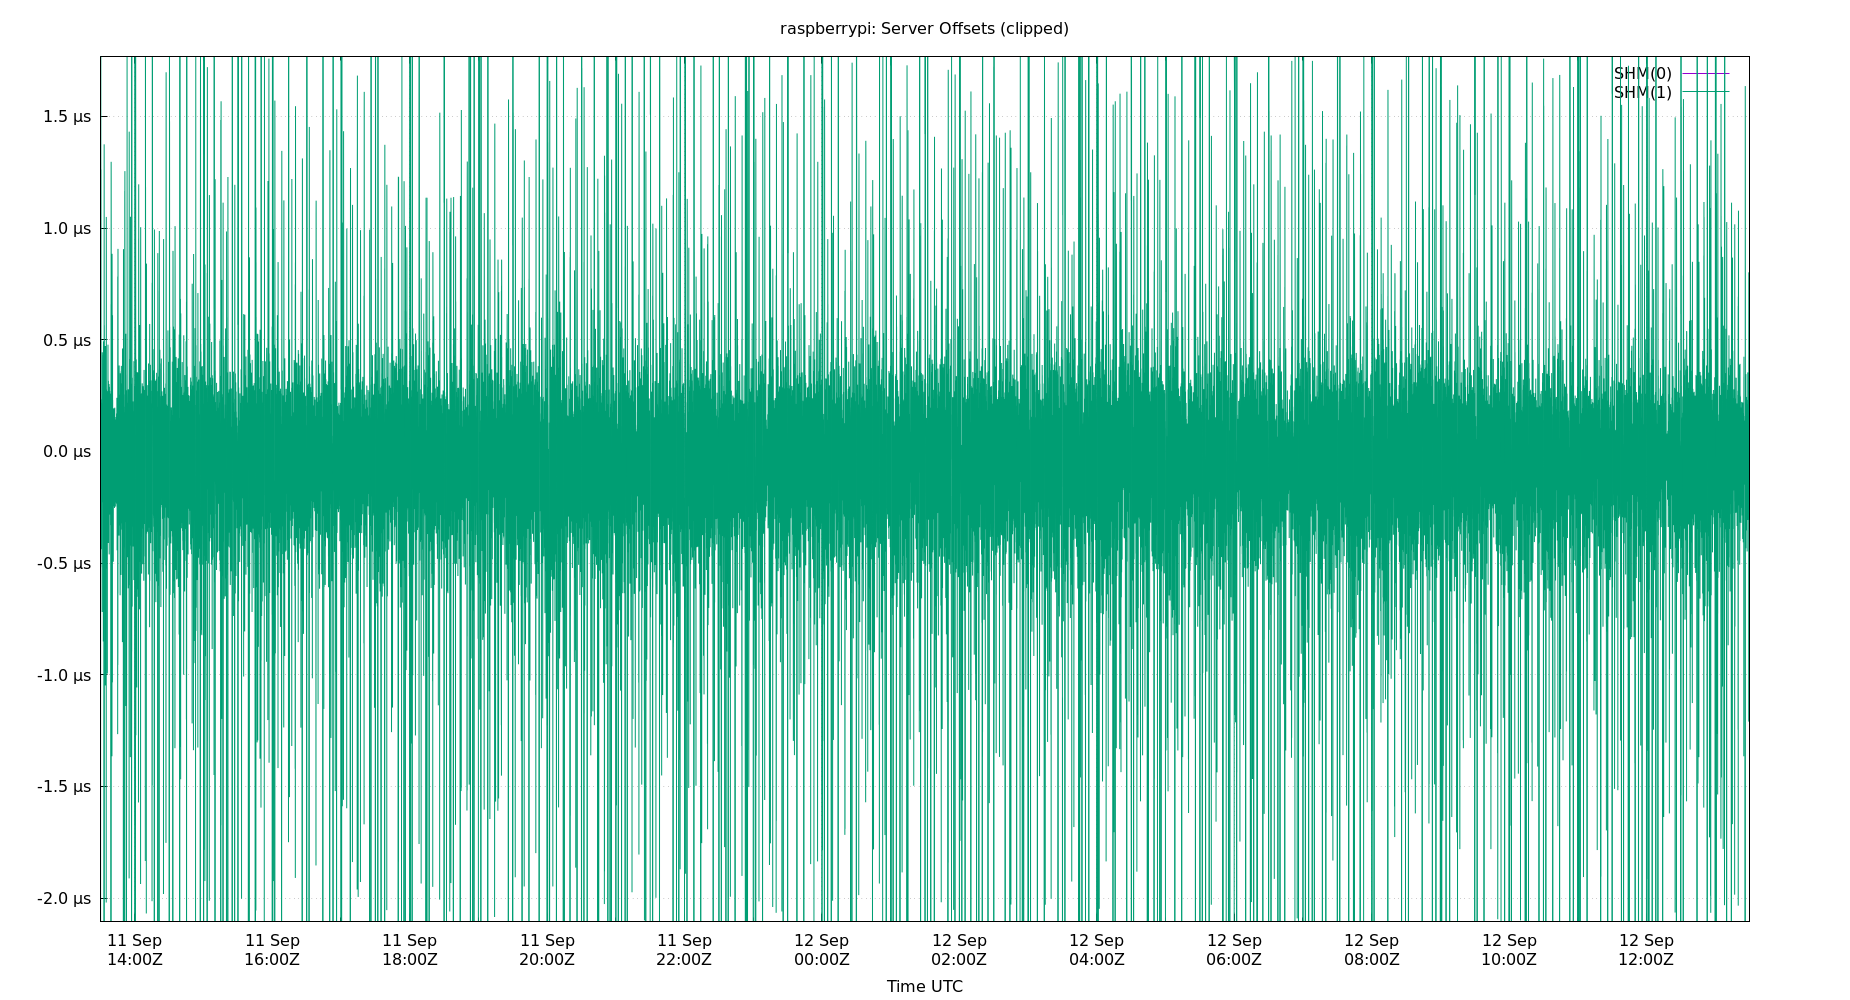 raspberrypi: Server Offsets (clipped)
SHM(0)
SHM(1)
1.5 µs
1.0 µs
0.5 µs
0.0 µs
-0.5 µs
-1.0 µs
-1.5 µs
-2.0 µs
11 Sep 11 Sep 11 Sep 11 Sep 11 Sep 12 Sep 12 Sep 12 Sep 12 Sep 12 Sep 12 Sep 12 Sep
14:00Z 16:00Z 18:00Z 20:00Z 22:00Z 00:00Z 02:00Z 04:00Z 06:00Z 08:00Z 10:00Z 12:00Z
Time UTC